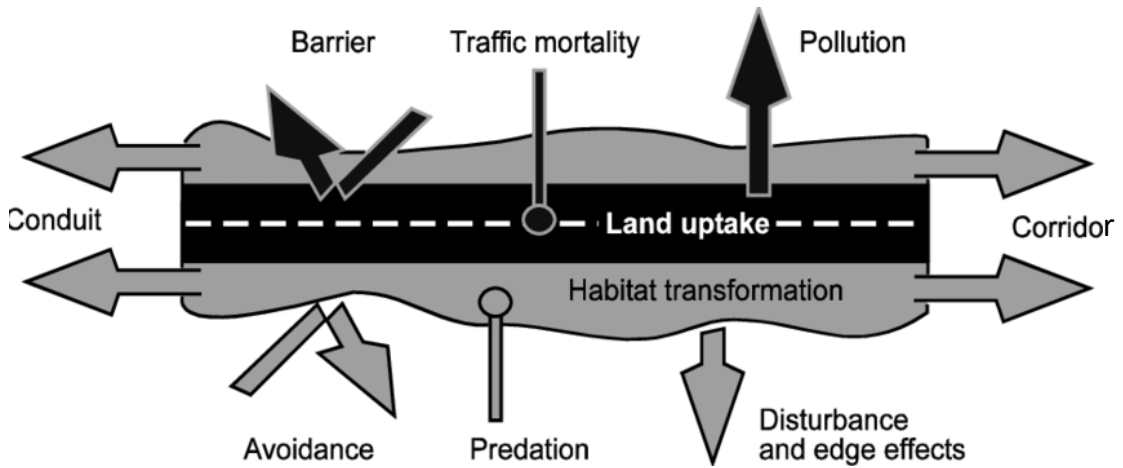 Barrier
Traffic mortality
Pollution
Conduit
Land uptake
Corridor
Habitat transformation
Avoidance
Predation
Disturbance
and edge effects